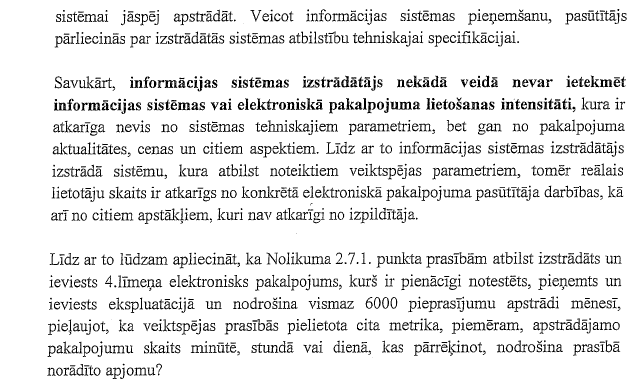 sistēmai jāspēj apstrādāt. Veicot informācijas sistēmas pieņemšanu, pasūtītājs
pārliecinās par izstrādātās sistēmas atbilstību tehniskajai specifikācijai.
Savukārt, informācijas sistēmas izstrādātājs nekādā veidā nevar ietekmēt
informācijas sistēmas vai elektroniskā pakalpojuma lietošanas intensitāti, kura ir
atkarīga nevis no sistēmas tehniskajiem parametriem, bet gan no pakalpojuma
aktualitātes, cenas un citiem aspektiem. Līdz ar to informācijas sistēmas izstrādātājs
izstrādā sistēmu, kura atbilst noteiktiem veiktspējas parametriem, tomēr reālais
lietotāju skaits ir atkarīgs no konkrētā elektroniskā pakalpojuma pasūtītāja darbības, kā
arī no citiem apstākļiem, kuri nav atkarīgi no izpildītāja.
Līdz ar to lūdzam apliecināt, ka Nolikuma 2.7.1. punkta prasībām atbilst izstrādāts un
ieviests 4.līmeņa elektronisks pakalpojums, kurš ir pienācīgi notestēts, pieņemts un
ieviests ekspluatācijā un nodrošina vismaz 6000 pieprasījumu apstrādi mēnesī,
pieļaujot, ka veiktspējas prasībās pielietota cita metrika, piemēram, apstrādājamo
pakalpojumu skaits minūtē, stundā vai dienā, kas pārrēķinot, nodrošina prasībā
norādīto apjomu?